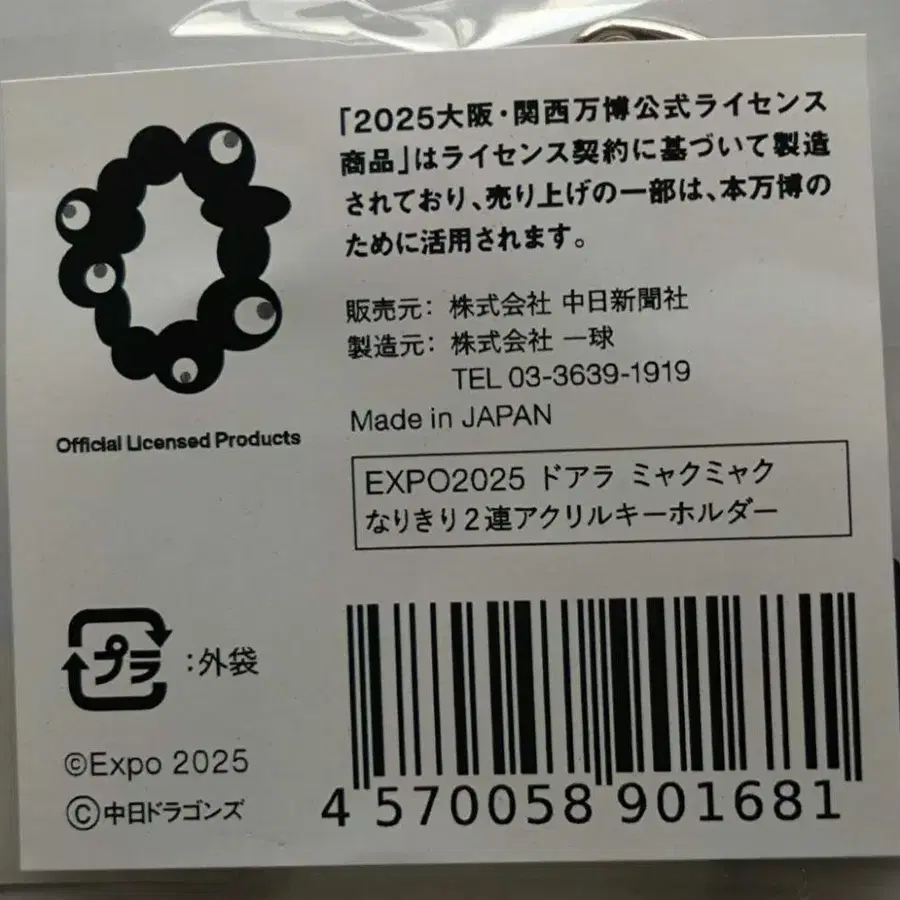 「2025大阪・関西万博公式ライセンス
商品」はライセンス契約に基づいて製造
されており、売り上げの一部は、本万博の
ために活用されます。
販売元: 株式会社 中日新聞社
製造元: 株式会社 一球
TEL 03-3639-1919
Made in JAPAN
Official Licensed Products
EXPO2025 ドアラ ミャクミャク
なりきり2連アクリルキーホルダー
プラ :外袋
©Expo 2025
©中日ドラゴンズ
4 570058 901681